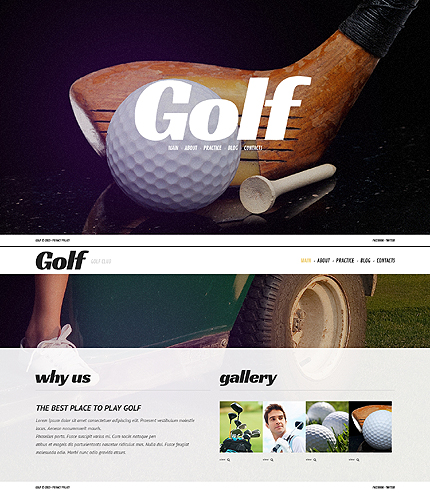 Golf
MAIN • ABOUT • PRACTICE • BLOG • CONTACTS
GOLF © 2013 • PRIVACY POLICY
FACEBOOK • TWITTER
Golf GOLF CLUB
MAIN • ABOUT • PRACTICE • BLOG • CONTACTS
why us
gallery
THE BEST PLACE TO PLAY GOLF
Lorem ipsum dolor sit amet consectetuer adipiscing elit. Praesent vestibulum molestie
lacus. Aenean nonummy mauris.
Phasellus porta. Fusce suscipit varius mi. Cum sociis natoque pen
atibus et magnis dis parturientmontes nascetur ridiculus mus. Nulla dui. Fusce feugiat
malesuada odio. Morbi nunc odio gravida atcurs.
GOLF © 2013 • PRIVACY POLICY
FACEBOOK • TWITTER